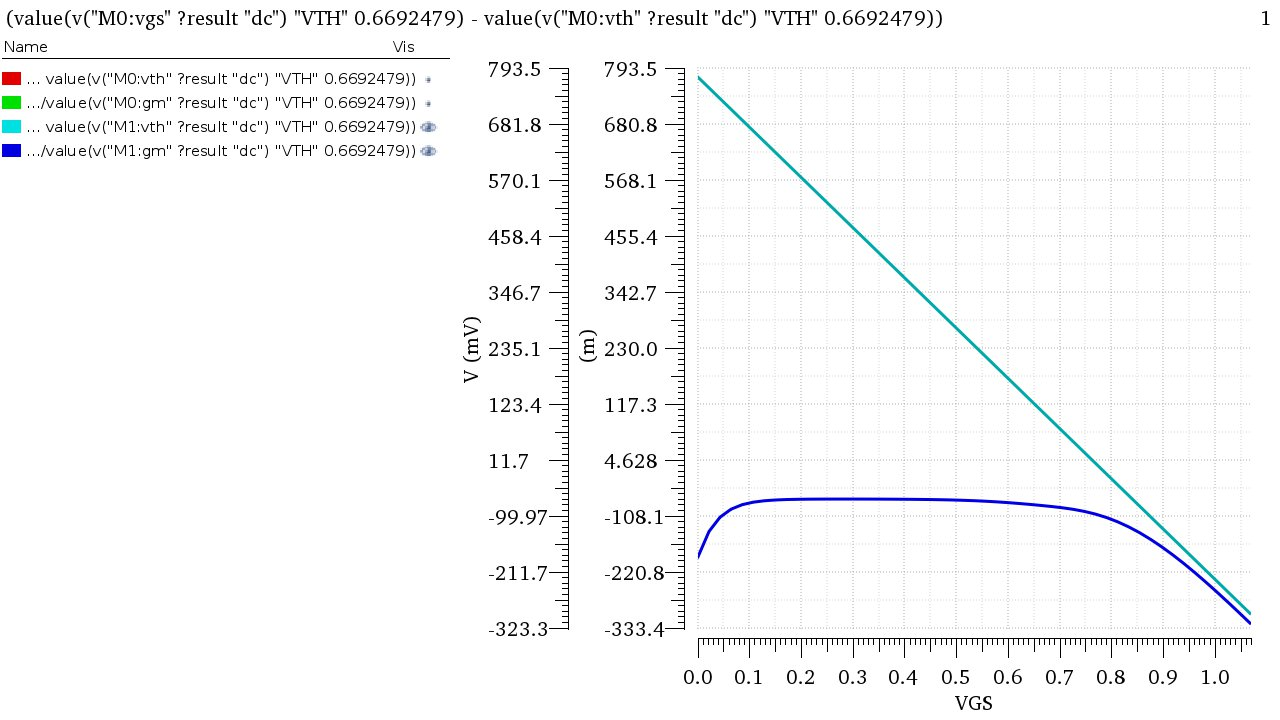 (value(v("M0:vgs" ?result "dc") "VTH" 0.6692479) - value(v("M0:vth" ?result "dc") "VTH" 0.6692479))
1
Name Vis
... value(v("M0:vth" ?result "dc") "VTH" 0.6692479))
.../value(v("M0:gm" ?result "dc") "VTH" 0.6692479))
... value(v("M1:vth" ?result "dc") "VTH" 0.6692479))
.../value(v("M1:gm" ?result "dc") "VTH" 0.6692479))
V (mV)
793.5
681.8
570.1
458.4
346.7
235.1
123.4
11.7
-99.97
-211.7
-323.3
(m)
793.5
680.8
568.1
455.4
342.7
230.0
117.3
4.628
-108.1
-220.8
-333.4
0.0 0.1 0.2 0.3 0.4 0.5 0.6 0.7 0.8 0.9 1.0
VGS